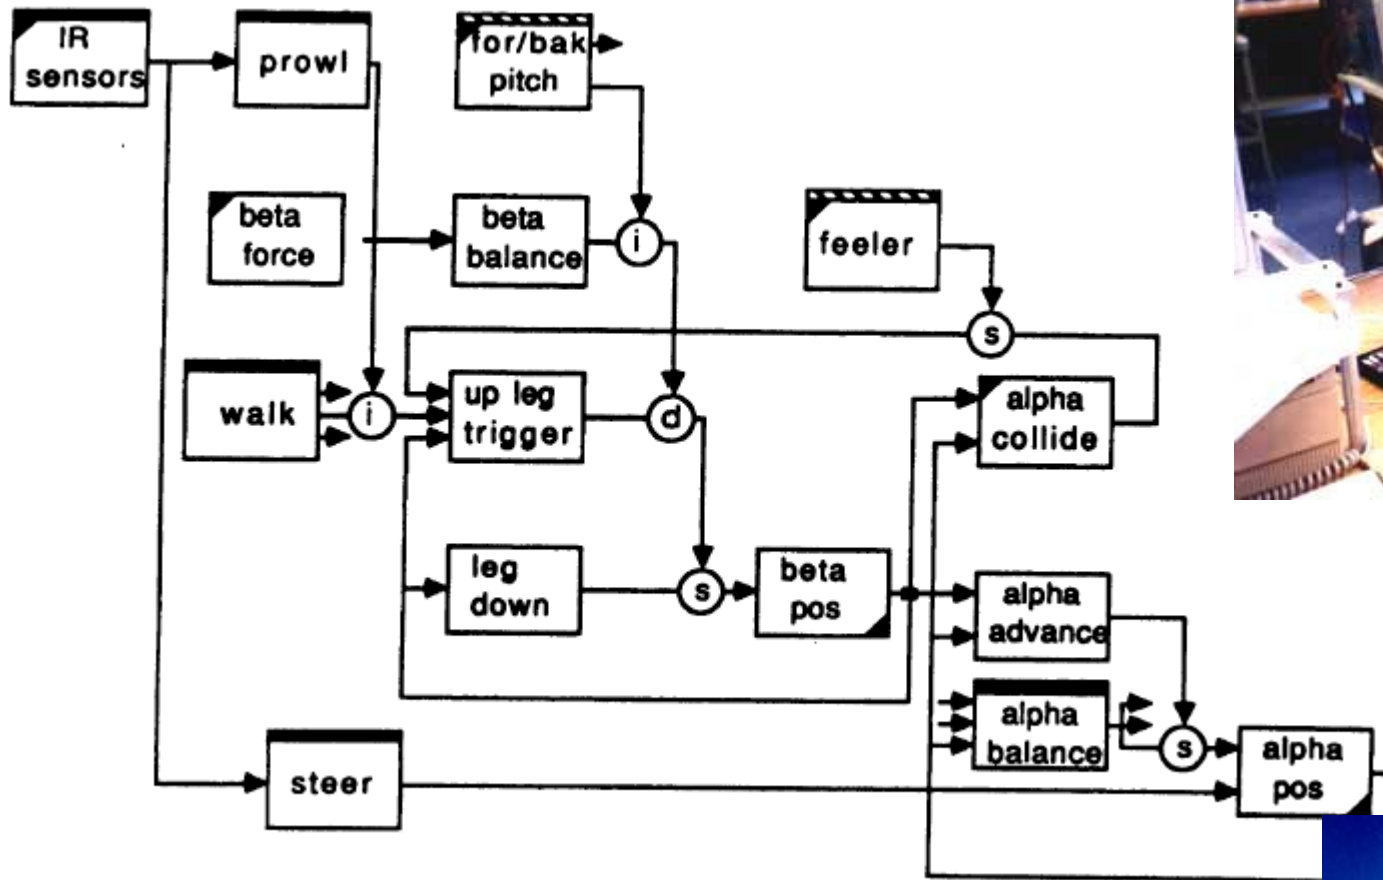 IR
sensors
prowl
for/bak
pitch
beta
force
beta
balance
i
feeler
s
walk
i
up leg
trigger
d
alpha
collide
leg
down
s
beta
pos
alpha
advance
alpha
balance
s
alpha
pos
steer